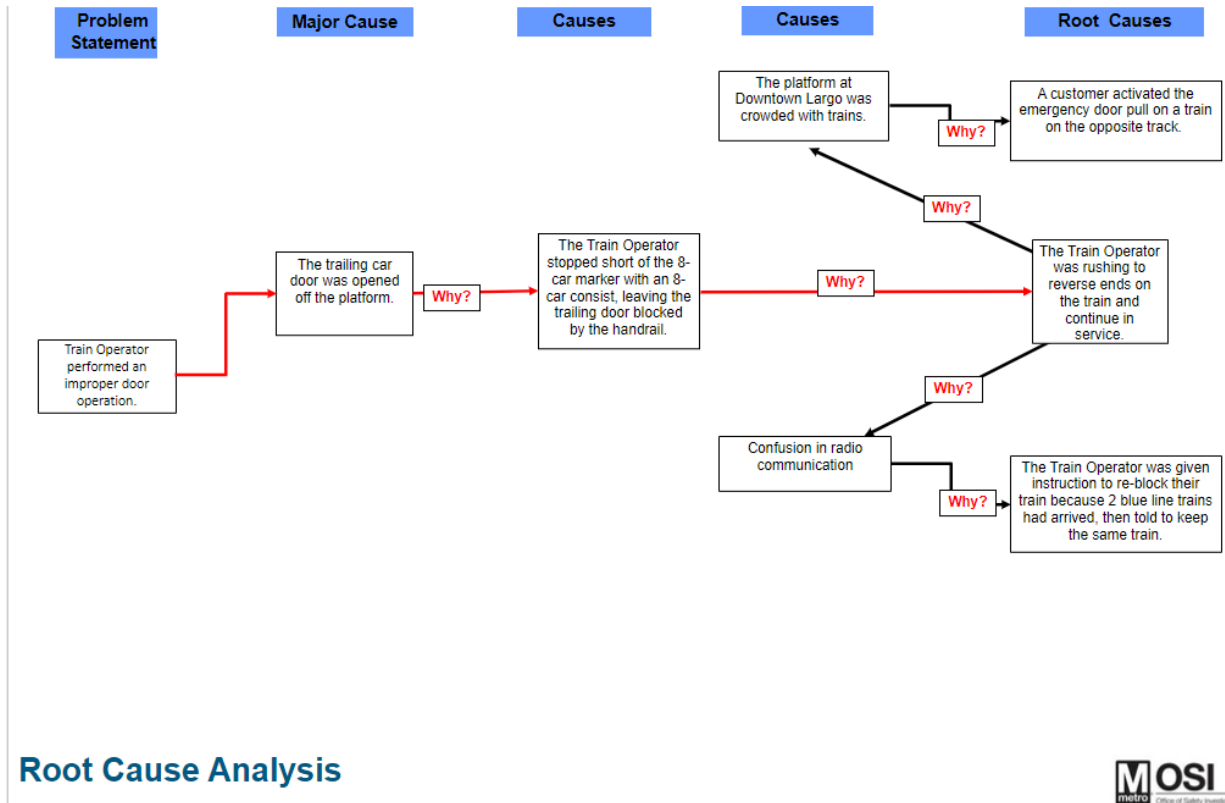 Problem
Statement
Major Cause
Causes
Causes
Root Causes
The platform at
Downtown Largo was
crowded with trains.
Why?
A customer activated the
emergency door pull on a train
on the opposite track.
Why?
The trailing car
door was opened
off the platform.
Why?
The Train Operator
stopped short of the 8-
car marker with an 8-
car consist, leaving the
trailing door blocked
by the handrail.
Why?
The Train Operator
was rushing to
reverse ends on
the train and
continue in
service.
Train Operator
performed an
improper door
operation.
Why?
Confusion in radio
communication
Why?
The Train Operator was given
instruction to re-block their
train because 2 blue line trains
had arrived, then told to keep
the same train.
Root Cause Analysis
M OSI
metro Office of Safety